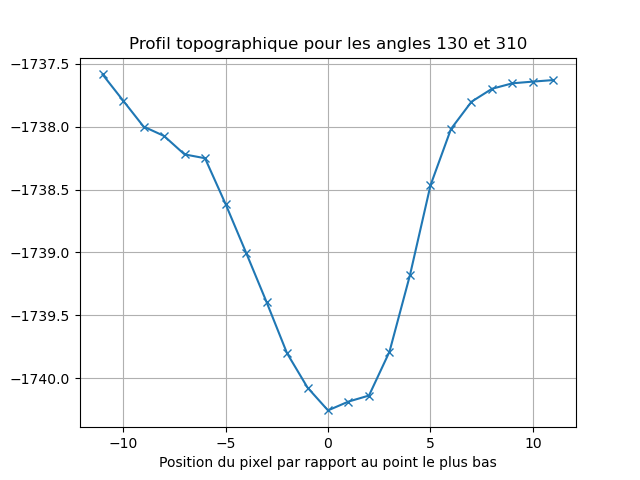 Profil topographique pour les angles 130 et 310
−1737.5
−1738.0
−1738.5
−1739.0
−1739.5
−1740.0
−10 −5 0 5 10
Position du pixel par rapport au point le plus bas